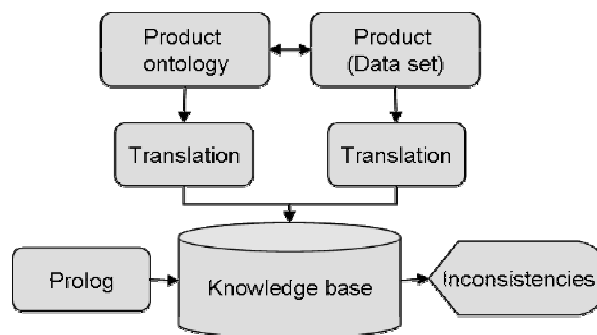 Product
ontology
Product
(Data set)
Translation
Translation
Prolog
Knowledge base
Inconsistencies